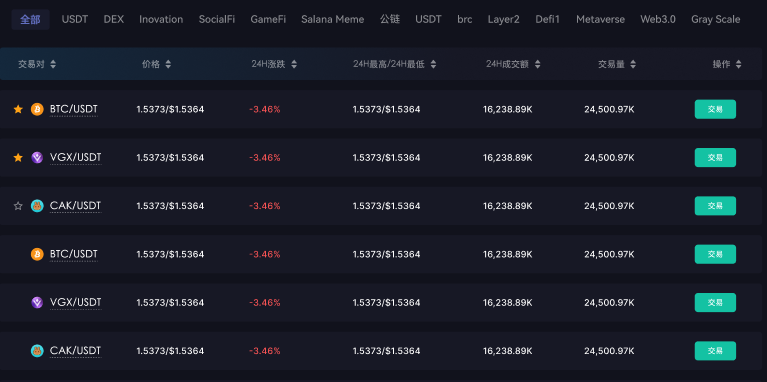 全部 USDT DEX Inovation SocialFi GameFi Salana Meme 公链 USDT brc Layer2 Defi1 Metaverse Web3.0 Gray Scale
交易对 价格 24H涨跌 24H最高/24H最低 24H成交额 交易量 操作
BTC/USDT 1.5373/$1.5364 -3.46% 1.5373/$1.5364 16,238.89K 24,500.97K 交易
VGX/USDT 1.5373/$1.5364 -3.46% 1.5373/$1.5364 16,238.89K 24,500.97K 交易
CAK/USDT 1.5373/$1.5364 -3.46% 1.5373/$1.5364 16,238.89K 24,500.97K 交易
BTC/USDT 1.5373/$1.5364 -3.46% 1.5373/$1.5364 16,238.89K 24,500.97K 交易
VGX/USDT 1.5373/$1.5364 -3.46% 1.5373/$1.5364 16,238.89K 24,500.97K 交易
CAK/USDT 1.5373/$1.5364 -3.46% 1.5373/$1.5364 16,238.89K 24,500.97K 交易